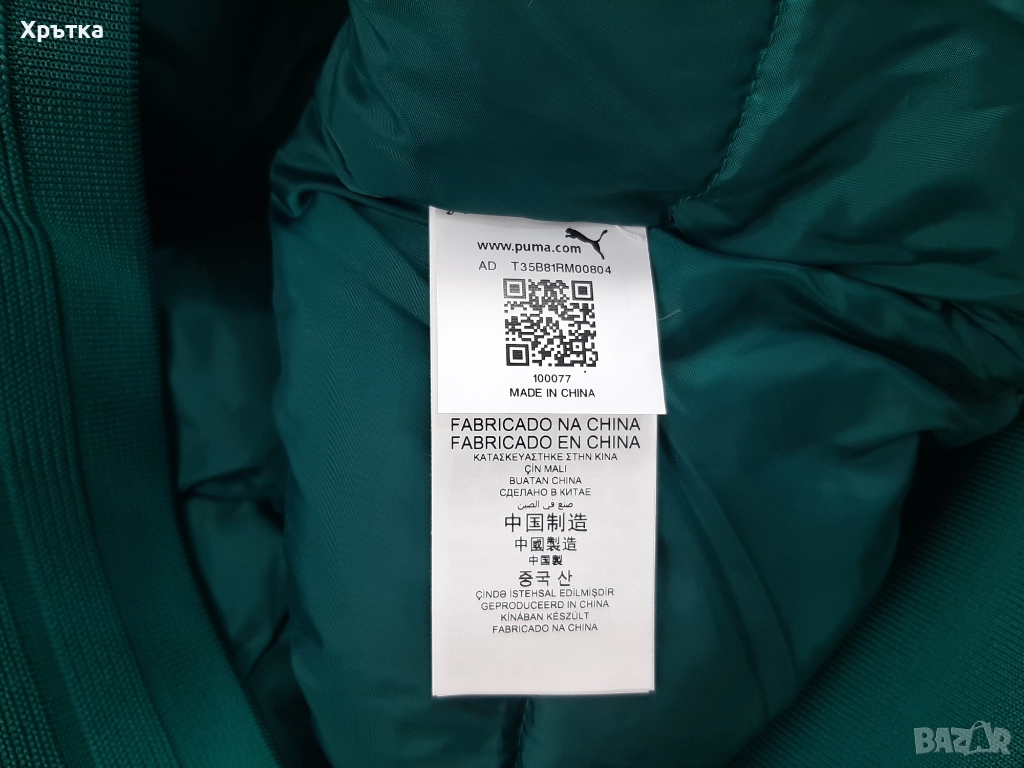 Хрътка
www.puma.com
AD T35B81RM00804
100077
MADE IN CHINA
FABRICADO NA CHINA
FABRICADO EN CHINA
ΚΑΤΑΣΚΕΥΑΣΤΗΚΕ ΣΤΗΝ ΚΙΝΑ
ÇİN MALI
BUATAN CHINA
СДЕЛАНО В КИТАЕ
صنع في الصين
中国制造
中國製造
中国製
중국 산
ÇİNDƏ İSTEHSAL EDİLMİŞDİR
GEPRODUCEERD IN CHINA
KÍNÁBAN KÉSZÜLT
FABRICADO NA CHINA
BAZAR